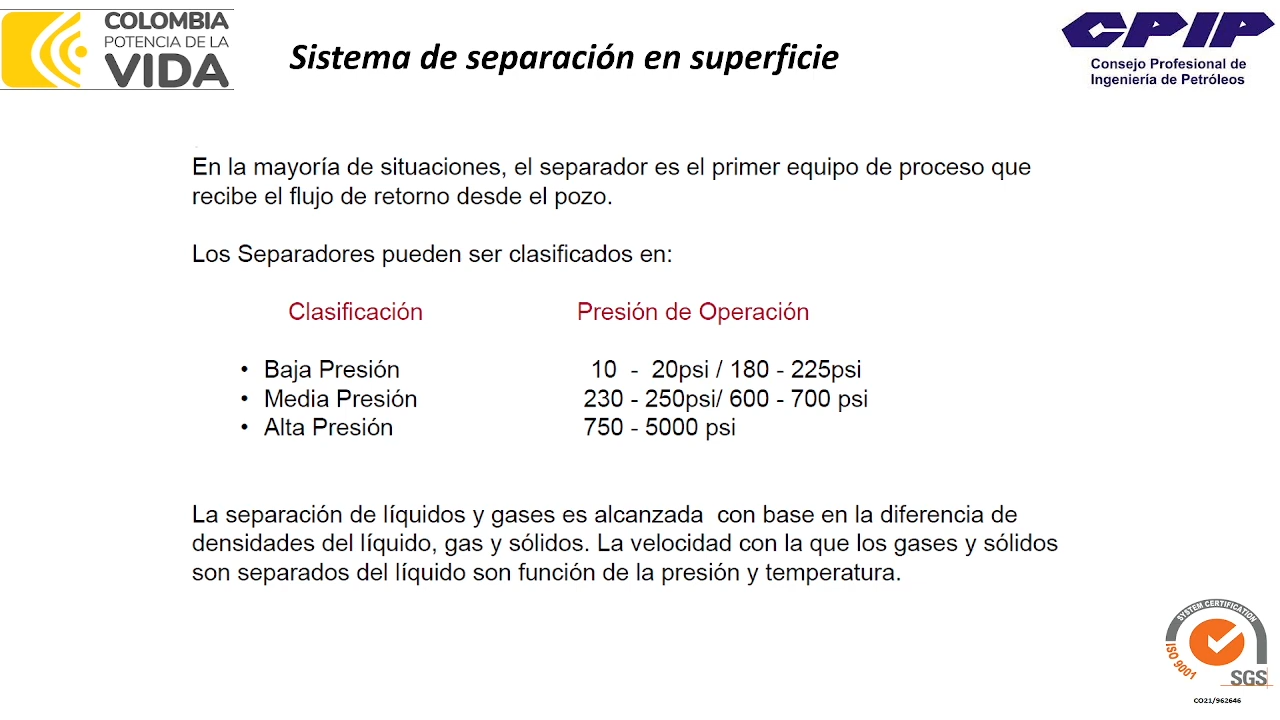 COLOMBIA
POTENCIA DE LA
VIDA
Sistema de separación en superficie
CPIP
Consejo Profesional de
Ingeniería de Petróleos
En la mayoría de situaciones, el separador es el primer equipo de proceso que
recibe el flujo de retorno desde el pozo.
Los Separadores pueden ser clasificados en:
Clasificación Presión de Operación
• Baja Presión 10 - 20psi / 180 - 225psi
• Media Presión 230 - 250psi/ 600 - 700 psi
• Alta Presión 750 - 5000 psi
La separación de líquidos y gases es alcanzada con base en la diferencia de
densidades del líquido, gas y sólidos. La velocidad con la que los gases y sólidos
son separados del líquido son función de la presión y temperatura.
SYSTEM CERTIFICATION
ISO 9001
SGS
CO21/962646